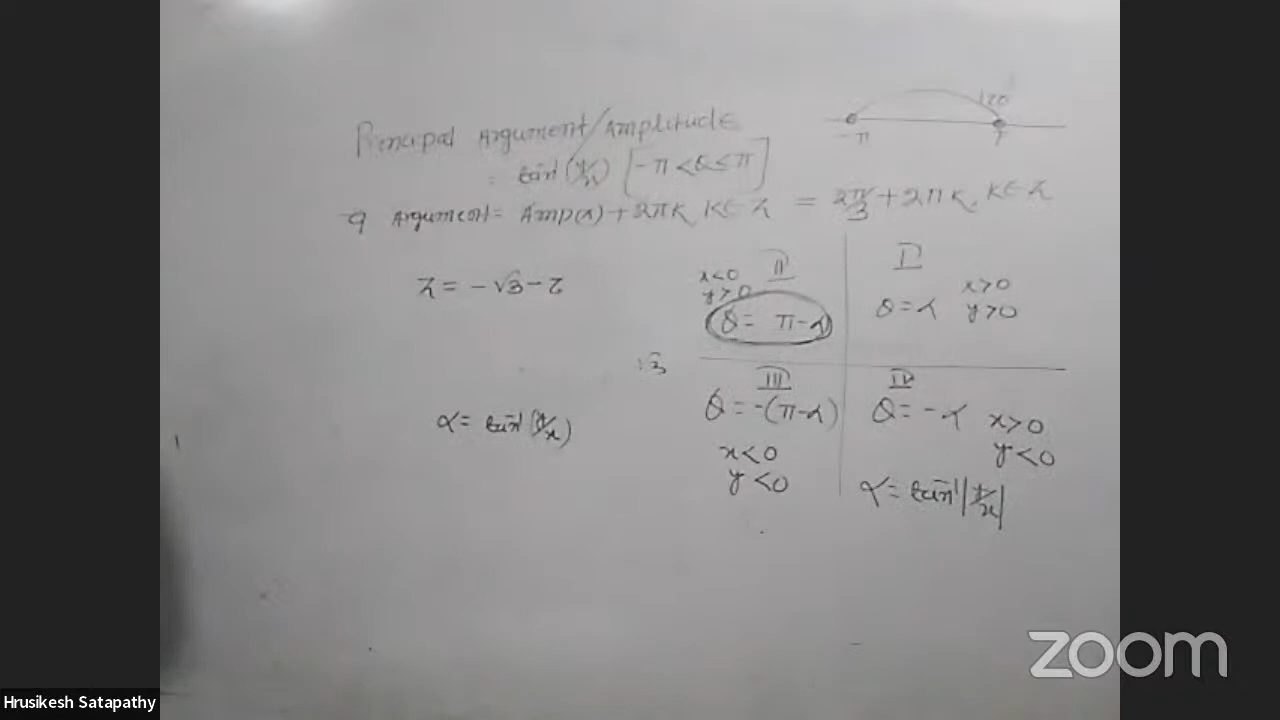 Principal Argument/Amplitude
= tan⁻¹(y/x) [-π <θ≤ π]
→ Argument = Amp(z) + 2πK, K∈ Z = 2π/3 + 2πK, K∈ Z
120°
-π π
z = -√3 - i
α = tan⁻¹(y/x)
√3
II
x<0
y>0
θ = π-α
I
θ = α
x>0
y>0
III
θ = -(π-α)
x<0
y<0
IV
θ = -α
x>0
y<0
α = tan⁻¹|y/x|
zoom
Hrusikesh Satapathy